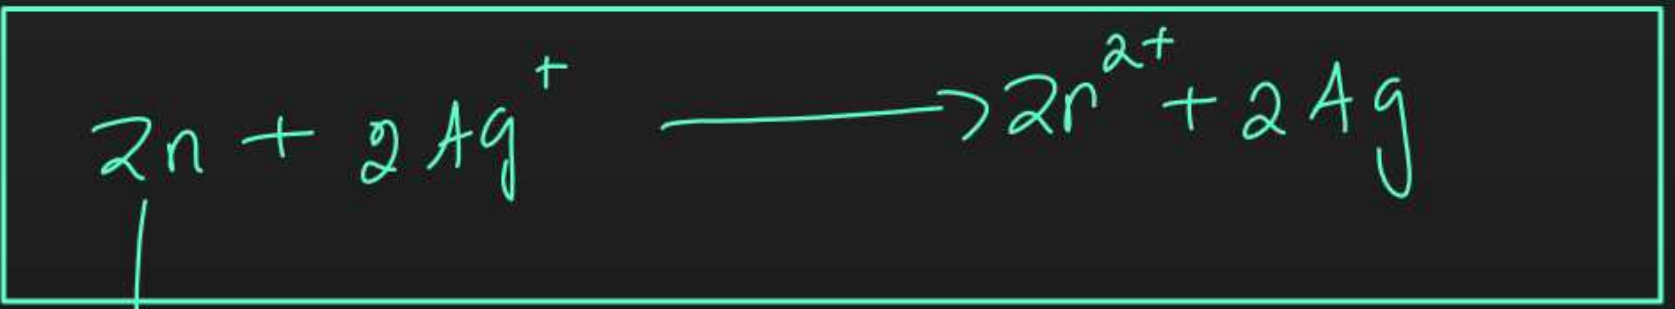 Zn + 2Ag⁺ ⟶ Zn²⁺ + 2Ag